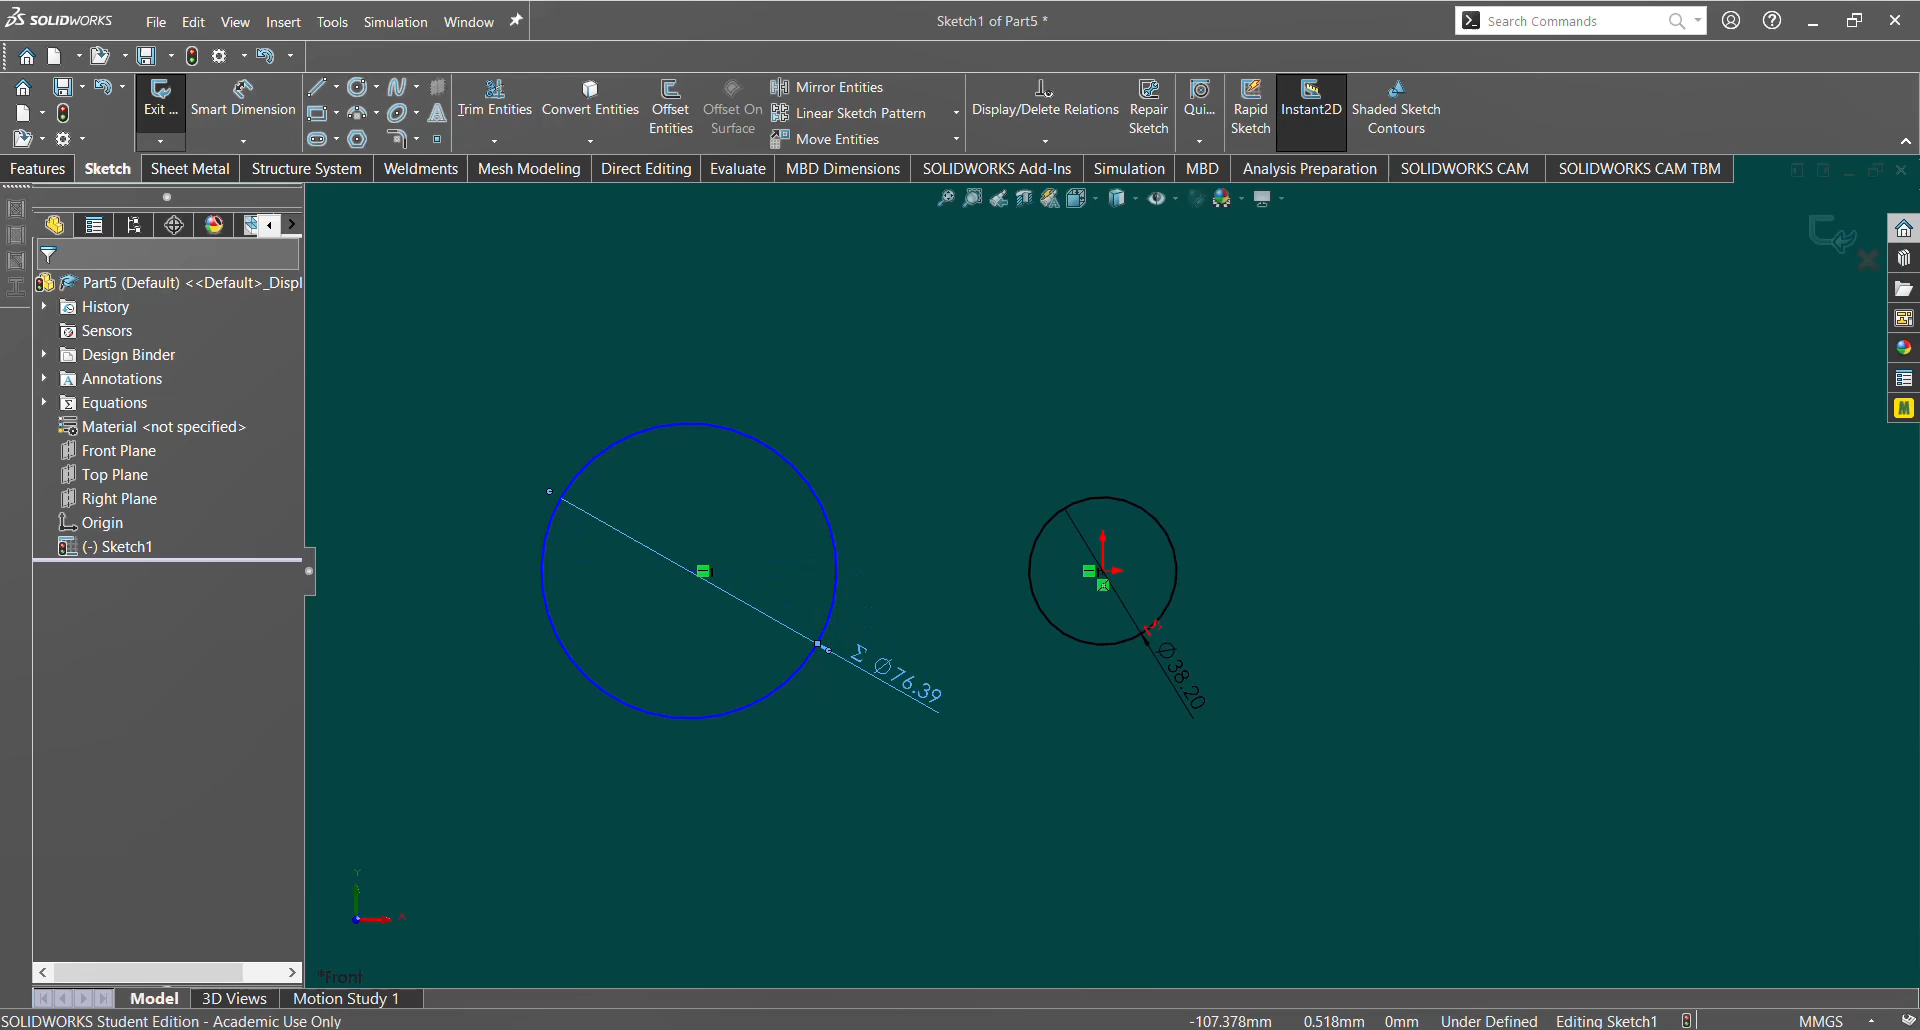 SOLIDWORKS File Edit View Insert Tools Simulation Window Sketch1 of Part5 * Search Commands
Exit ... Smart Dimension Trim Entities Convert Entities Offset Entities Offset On Surface Mirror Entities Display/Delete Relations Repair Sketch Qui... Rapid Sketch Instant2D Shaded Sketch Contours
Linear Sketch Pattern
Move Entities
Features Sketch Sheet Metal Structure System Weldments Mesh Modeling Direct Editing Evaluate MBD Dimensions SOLIDWORKS Add-Ins Simulation MBD Analysis Preparation SOLIDWORKS CAM SOLIDWORKS CAM TBM
Part5 (Default) <<Default>_Displ
History
Sensors
Design Binder
Annotations
Equations
Material <not specified>
Front Plane
Top Plane
Right Plane
Origin
(-) Sketch1
Σ ∅76.39
∅38.20
Y
X
*Front
Model 3D Views Motion Study 1
SOLIDWORKS Student Edition - Academic Use Only -107.378mm 0.518mm 0mm Under Defined Editing Sketch1 MMGS